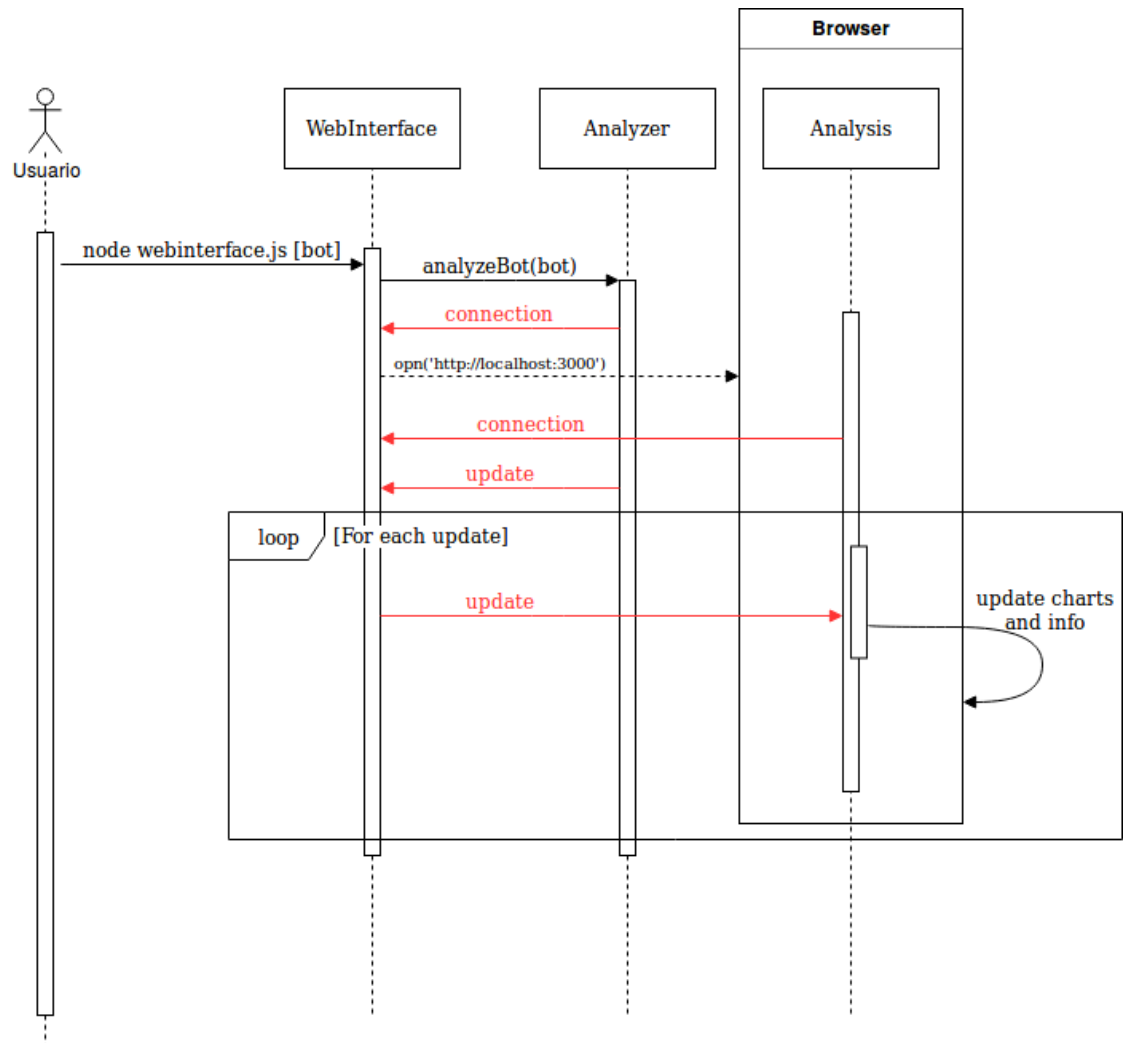 Browser
Usuario
WebInterface
Analyzer
Analysis
node webinterface.js [bot]
analyzeBot(bot)
connection
opn('http://localhost:3000')
connection
update
loop
[For each update]
update
update charts
and info